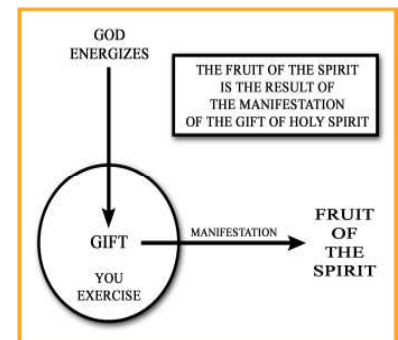 GOD
ENERGIZES
THE FRUIT OF THE SPIRIT
IS THE RESULT OF
THE MANIFESTATION
OF THE GIFT OF HOLY SPIRIT
GIFT
MANIFESTATION
FRUIT
OF
THE
SPIRIT
YOU
EXERCISE